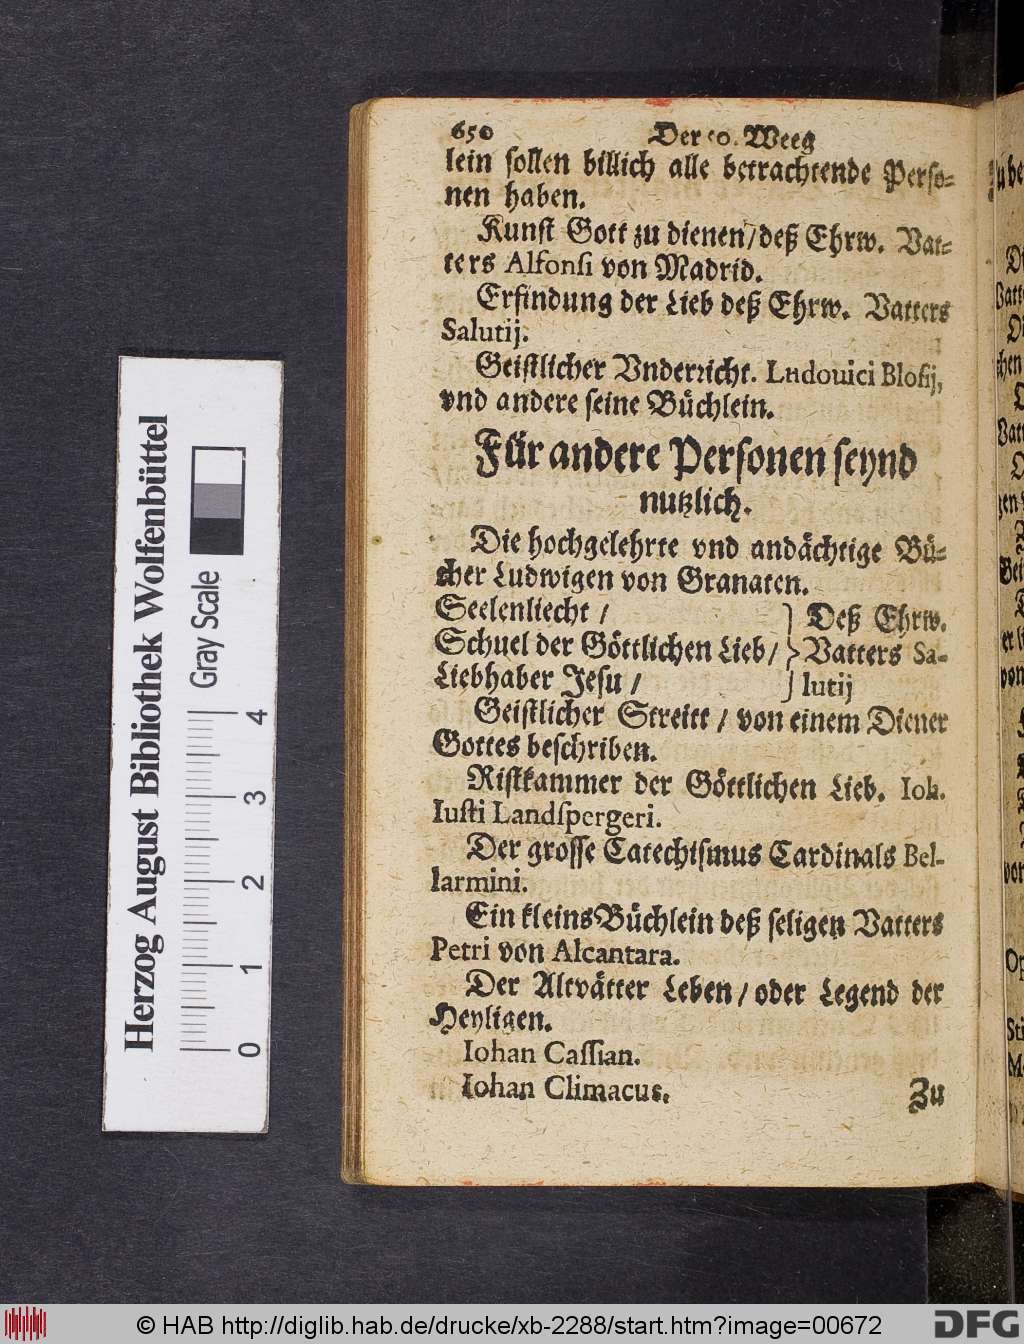 650 Der 50. Weeg
lein sollen billich alle betrachtende Perso-
nen haben.
Kunst Gott zu dienen/deß Ehrw. Vat-
ters Alfonsi von Madrid.
Erfindung der Lieb deß Ehrw. Vatters
Salutij.
Geistlicher Vnderricht. Ludouici Blosij,
vnd andere seine Büchlein.
Für andere Personen seynd
nutzlich.
Die hochgelehrte vnd andächtige Bü-
cher Ludwigen von Granaten.
Seelenliecht / } Deß Ehrw.
Schuel der Göttlichen Lieb / } Vatters Sa-
Liebhaber Jesu / } lutij
Geistlicher Streitt / von einem Diener
Gottes beschriben.
Ristkammer der Göttlichen Lieb. Ioh.
Iusti Landspergeri.
Der grosse Catechismus Cardinals Bel-
larmini.
Ein kleins Büchlein deß seligen Vatters
Petri von Alcantara.
Der Altvätter Leben / oder Legend der
Heyligen.
Iohan Cassian.
Iohan Climacus.
Zu
Herzog August Bibliothek Wolfenbüttel
Gray Scale
0 1 2 3 4
© HAB http://diglib.hab.de/drucke/xb-2288/start.htm?image=00672
DFG